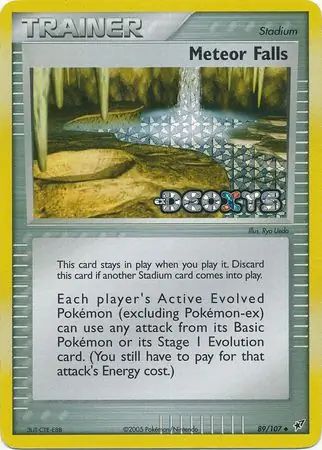 TRAINER
Stadium
Meteor Falls
DEOXYS
Illus. Ryo Ueda
This card stays in play when you play it. Discard
this card if another Stadium card comes into play.
Each player's Active Evolved
Pokémon (excluding Pokémon-ex)
can use any attack from its Basic
Pokémon or its Stage 1 Evolution
card. (You still have to pay for that
attack's Energy cost.)
©2005 Pokémon/Nintendo
89/107